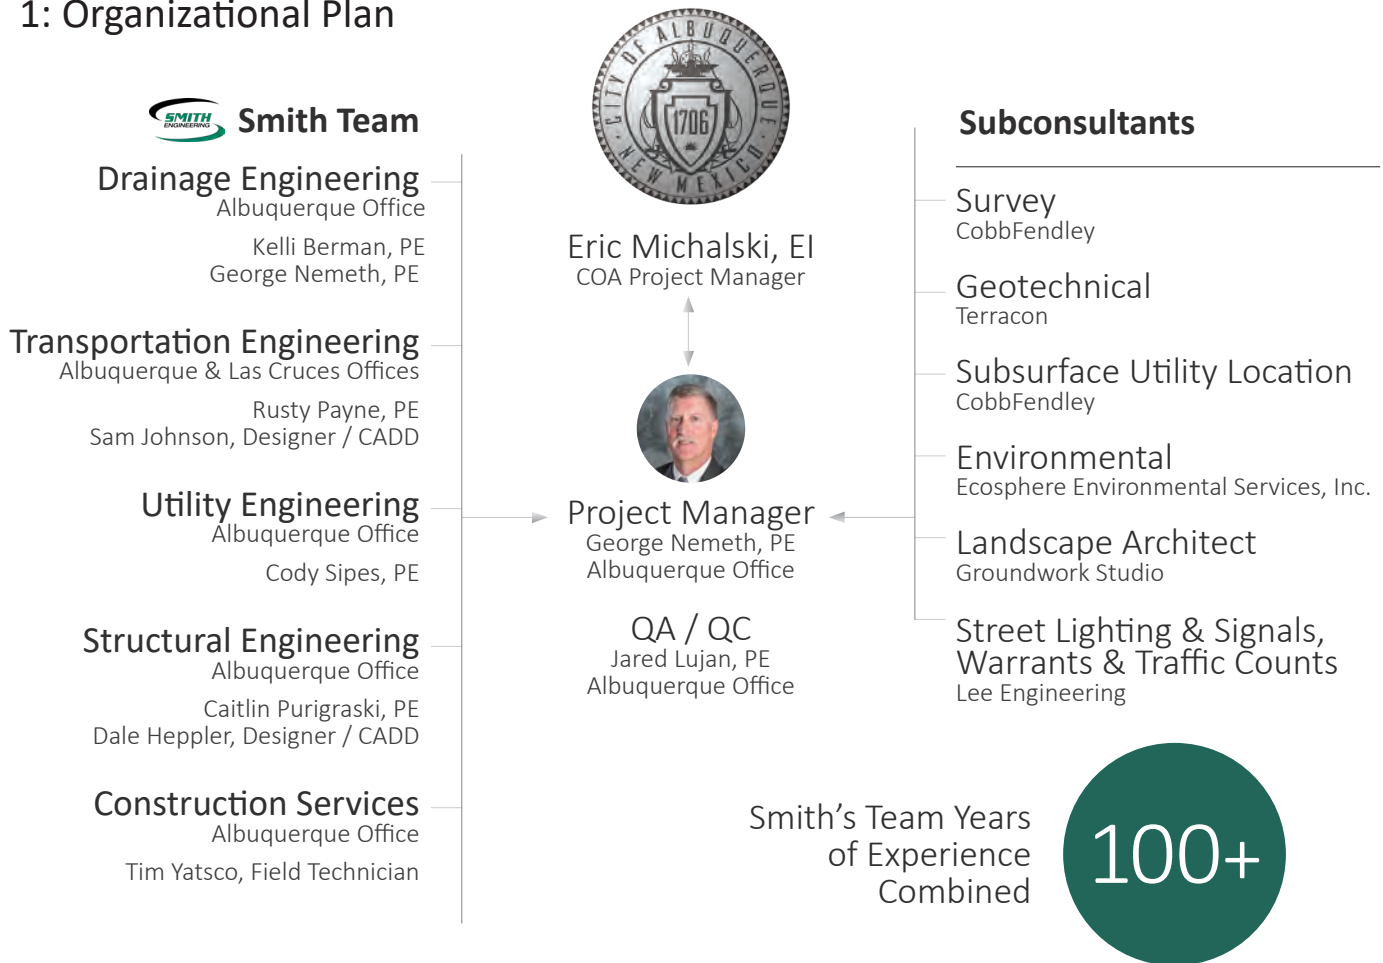 1: Organizational Plan
CITY OF ALBUQUERQUE
1706
NEW MEXICO
SMITH
ENGINEERING
Smith Team
Drainage Engineering
Albuquerque Office
Kelli Berman, PE
George Nemeth, PE
Transportation Engineering
Albuquerque & Las Cruces Offices
Rusty Payne, PE
Sam Johnson, Designer / CADD
Utility Engineering
Albuquerque Office
Cody Sipes, PE
Structural Engineering
Albuquerque Office
Caitlin Purigraski, PE
Dale Heppler, Designer / CADD
Construction Services
Albuquerque Office
Tim Yatsco, Field Technician
Eric Michalski, EI
COA Project Manager
Project Manager
George Nemeth, PE
Albuquerque Office
QA / QC
Jared Lujan, PE
Albuquerque Office
Subconsultants
Survey
CobbFendley
Geotechnical
Terracon
Subsurface Utility Location
CobbFendley
Environmental
Ecosphere Environmental Services, Inc.
Landscape Architect
Groundwork Studio
Street Lighting & Signals,
Warrants & Traffic Counts
Lee Engineering
Smith’s Team Years
of Experience
Combined
100+